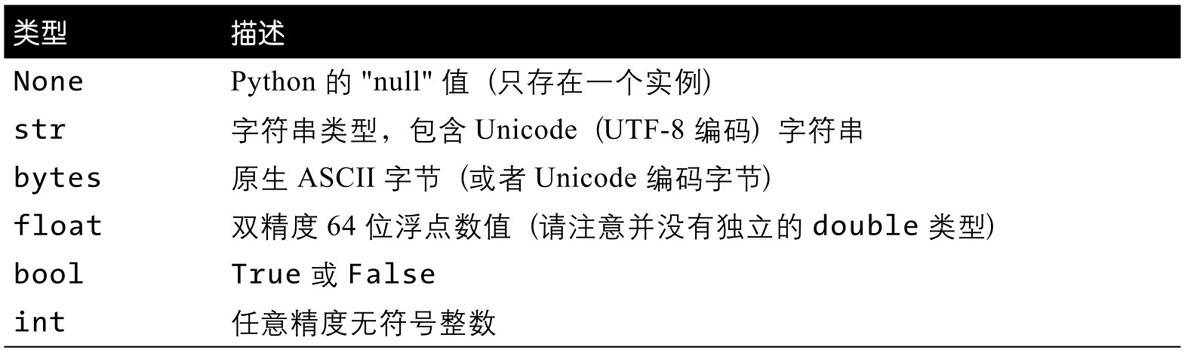 类型 描述
None Python 的 "null" 值（只存在一个实例）
str 字符串类型，包含 Unicode（UTF-8 编码）字符串
bytes 原生 ASCII 字节（或者 Unicode 编码字节）
float 双精度 64 位浮点数值（请注意并没有独立的 double 类型）
bool True 或 False
int 任意精度无符号整数